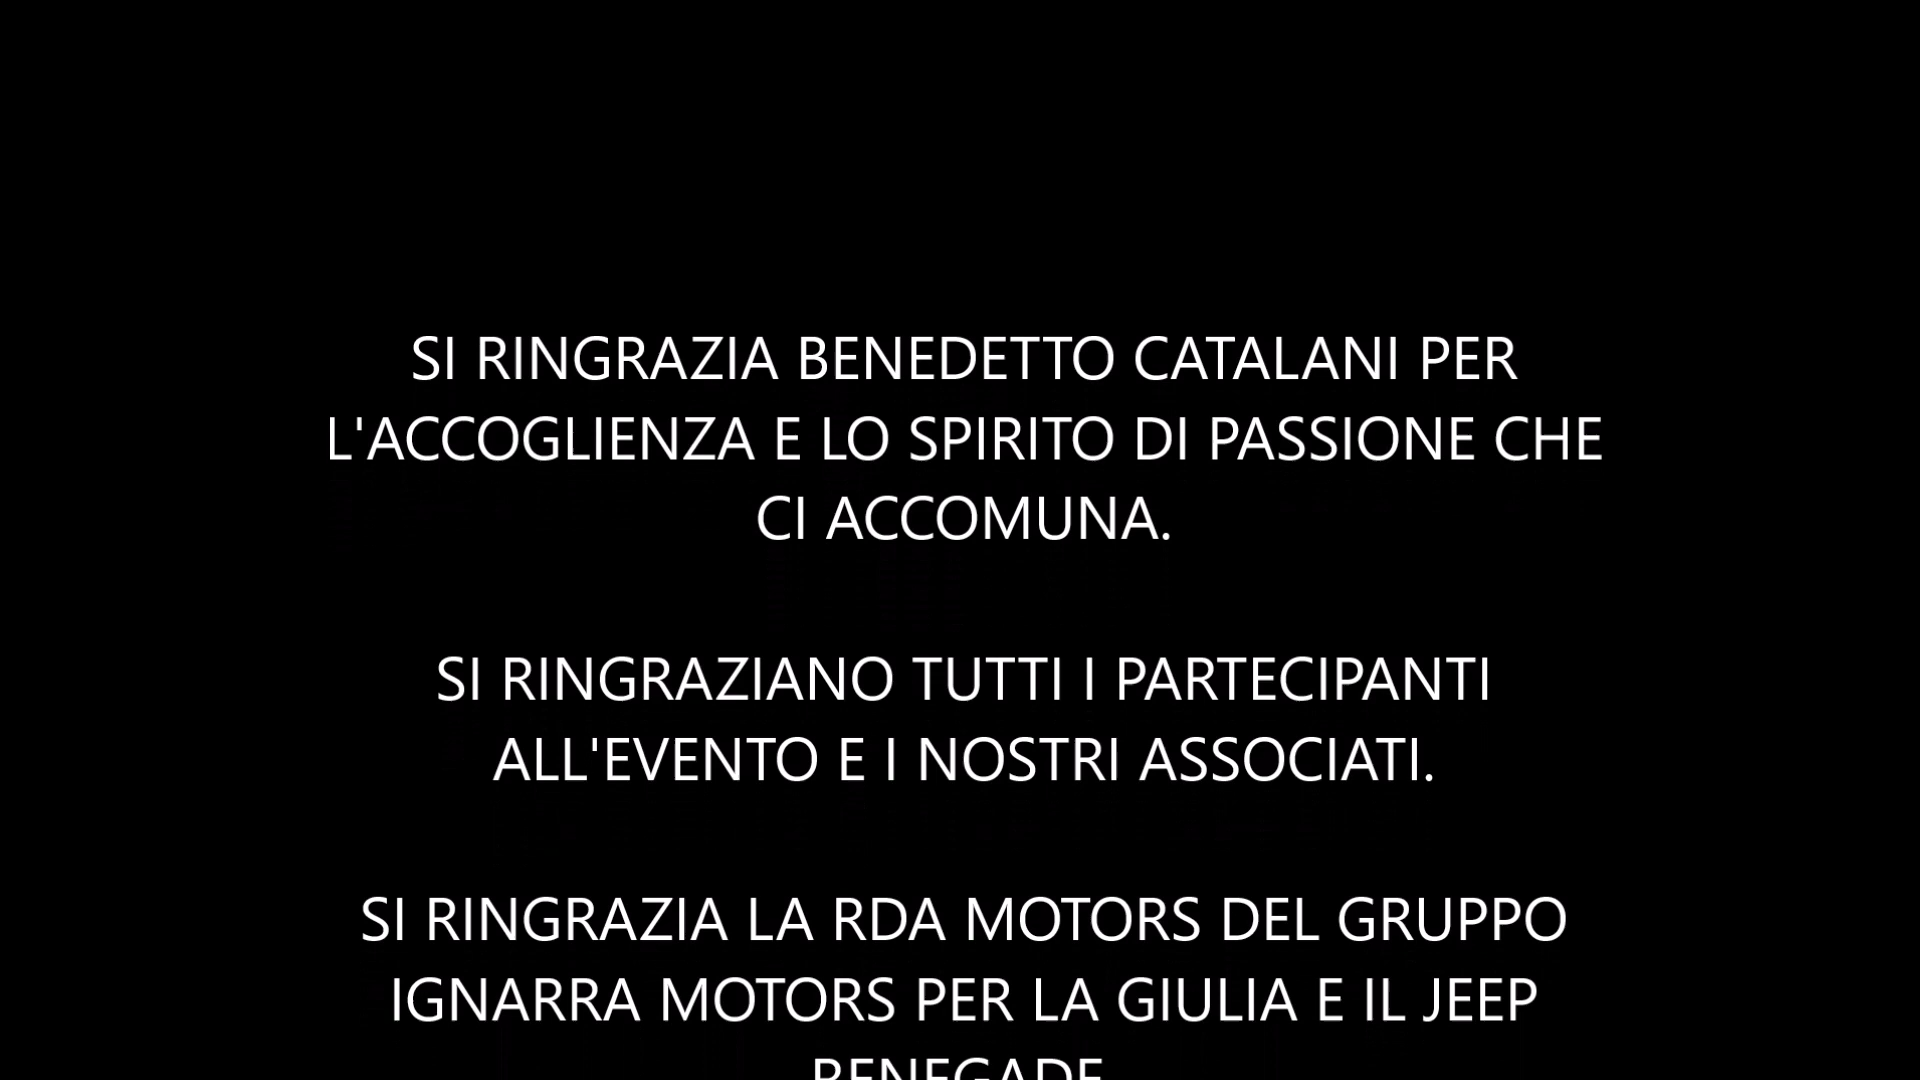 SI RINGRAZIA BENEDETTO CATALANI PER
L'ACCOGLIENZA E LO SPIRITO DI PASSIONE CHE
CI ACCOMUNA.
SI RINGRAZIANO TUTTI I PARTECIPANTI
ALL'EVENTO E I NOSTRI ASSOCIATI.
SI RINGRAZIA LA RDA MOTORS DEL GRUPPO
IGNARRA MOTORS PER LA GIULIA E IL JEEP
RENEGADE